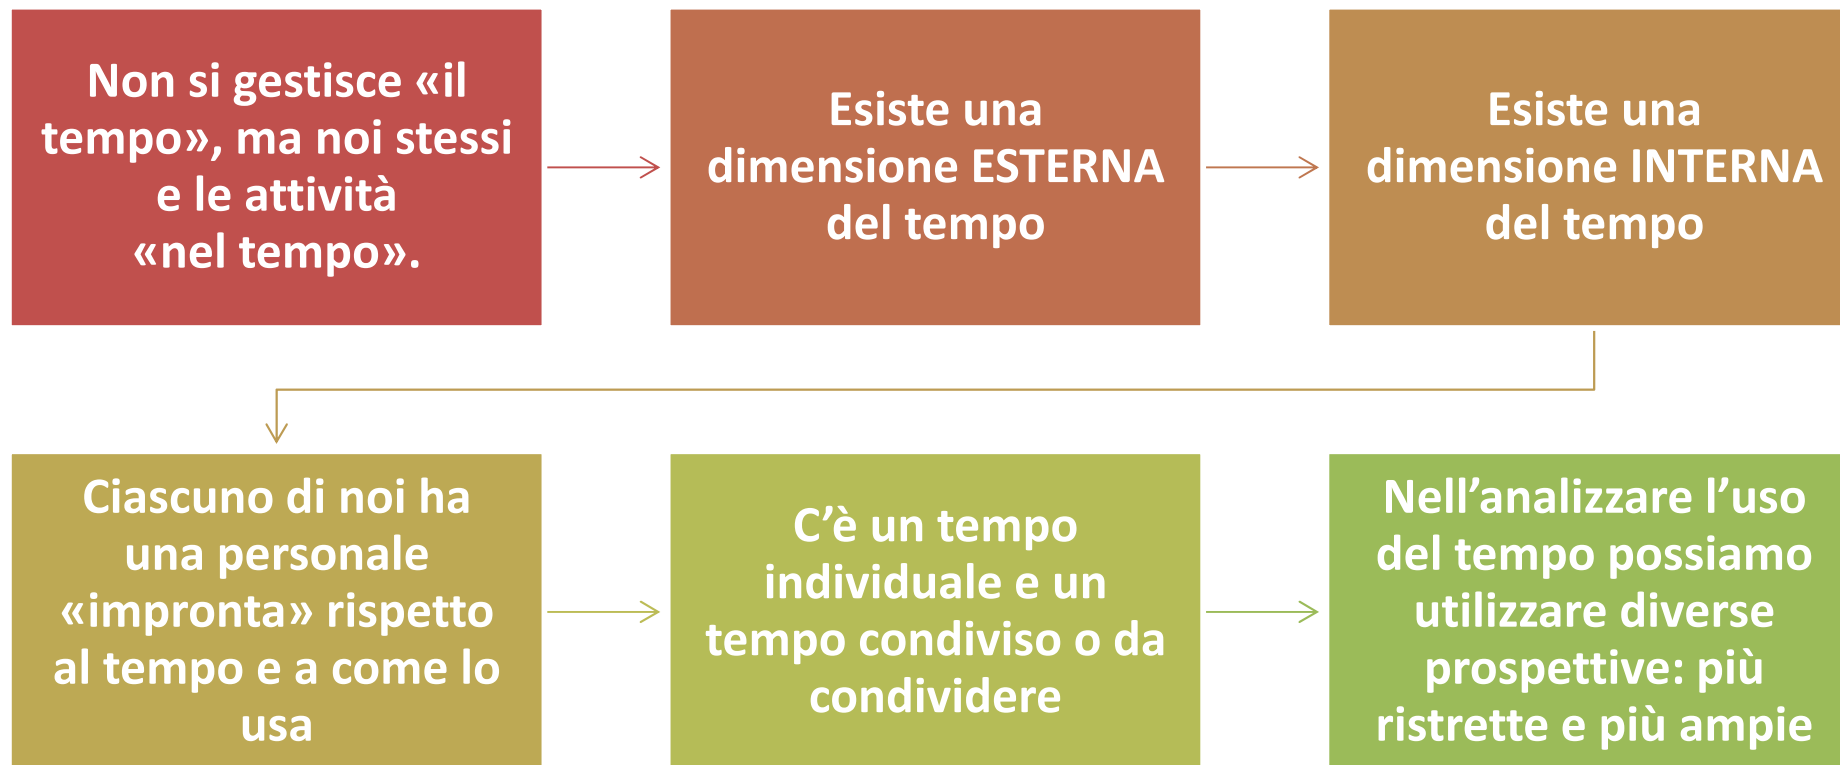 Non si gestisce «il
tempo», ma noi stessi
e le attività
«nel tempo».
Esiste una
dimensione ESTERNA
del tempo
Esiste una
dimensione INTERNA
del tempo
Ciascuno di noi ha
una personale
«impronta» rispetto
al tempo e a come lo
usa
C’è un tempo
individuale e un
tempo condiviso o da
condividere
Nell’analizzare l’uso
del tempo possiamo
utilizzare diverse
prospettive: più
ristrette e più ampie